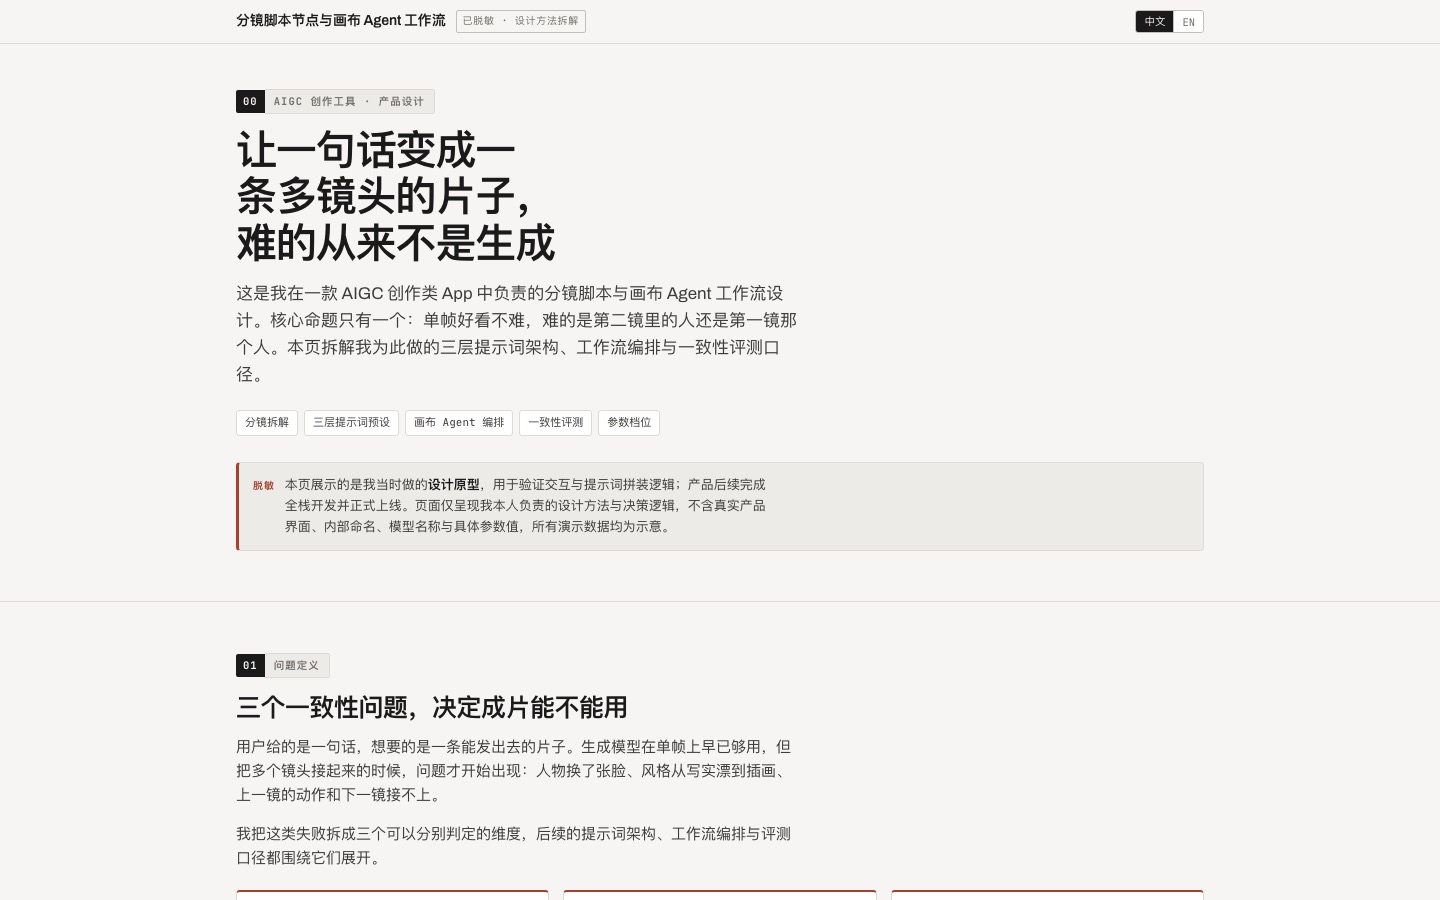 分镜脚本节点与画布 Agent 工作流
已脱敏 · 设计方法拆解
中文 EN
00 AIGC 创作工具 · 产品设计
让一句话变成一
条多镜头的片子，
难的从来不是生成
这是我在一款 AIGC 创作类 App 中负责的分镜脚本与画布 Agent 工作流设
计。核心命题只有一个：单帧好看不难，难的是第二镜里的人还是第一镜那
个人。本页拆解我为此做的三层提示词架构、工作流编排与一致性评测口
径。
分镜拆解 三层提示词预设 画布 Agent 编排 一致性评测 参数档位
脱敏 本页展示的是我当时做的设计原型，用于验证交互与提示词拼装逻辑；产品后续完成
全栈开发并正式上线。页面仅呈现我本人负责的设计方法与决策逻辑，不含真实产品
界面、内部命名、模型名称与具体参数值，所有演示数据均为示意。
01 问题定义
三个一致性问题，决定成片能不能用
用户给的是一句话，想要的是一条能发出去的片子。生成模型在单帧上早已够用，但
把多个镜头接起来的时候，问题才开始出现：人物换了张脸、风格从写实漂到插画、
上一镜的动作和下一镜接不上。
我把这类失败拆成三个可以分别判定的维度，后续的提示词架构、工作流编排与评测
口径都围绕它们展开。